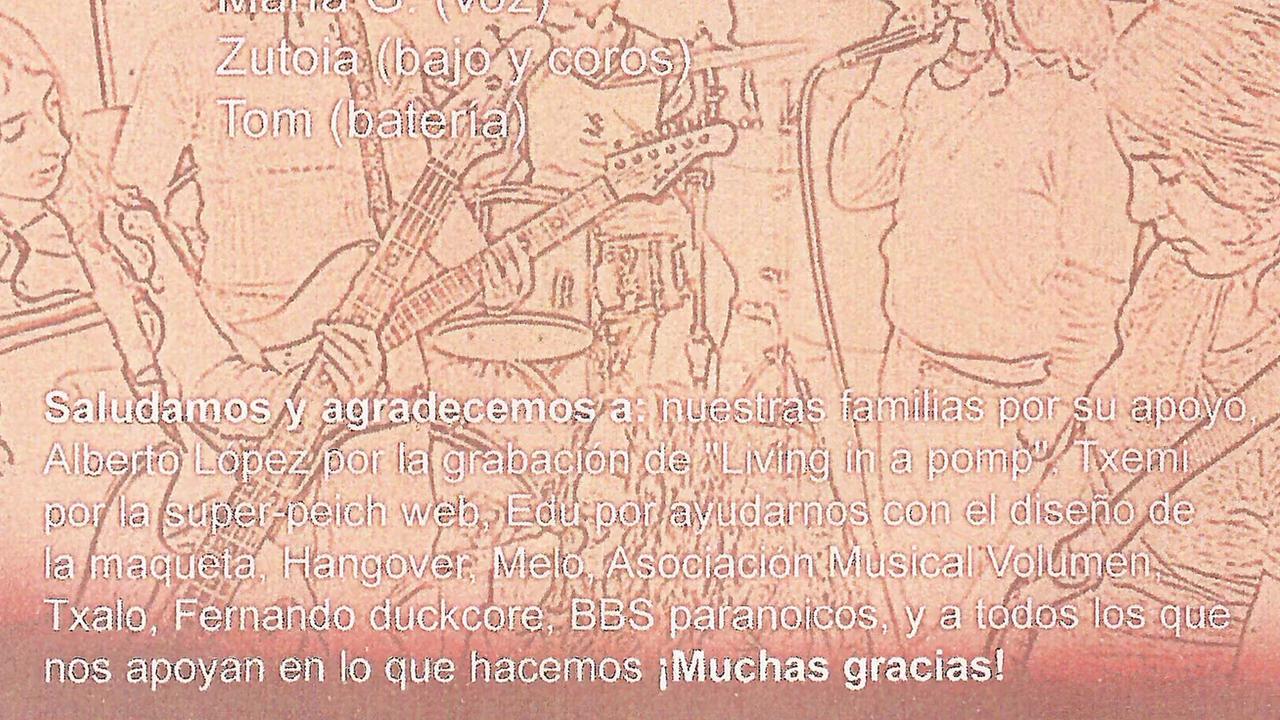 María G. (voz)
Zutoia (bajo y coros)
Tom (batería)
Saludamos y agradecemos a: nuestras familias por su apoyo,
Alberto López por la grabación de "Living in a pomp". Txemi
por la super-peich web, Edu por ayudarnos con el diseño de
la maqueta, Hangover, Melo, Asociación Musical Volumen,
Txalo, Fernando duckcore, BBS paranoicos, y a todos los que
nos apoyan en lo que hacemos ¡Muchas gracias!